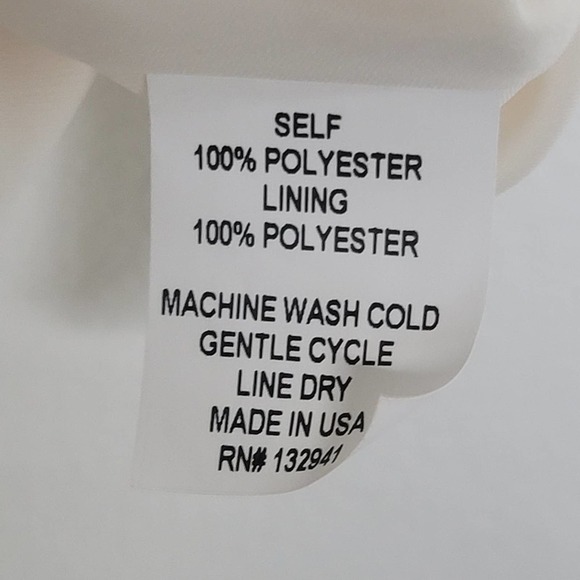 SELF
100% POLYESTER
LINING
100% POLYESTER
MACHINE WASH COLD
GENTLE CYCLE
LINE DRY
MADE IN USA
RN# 132941